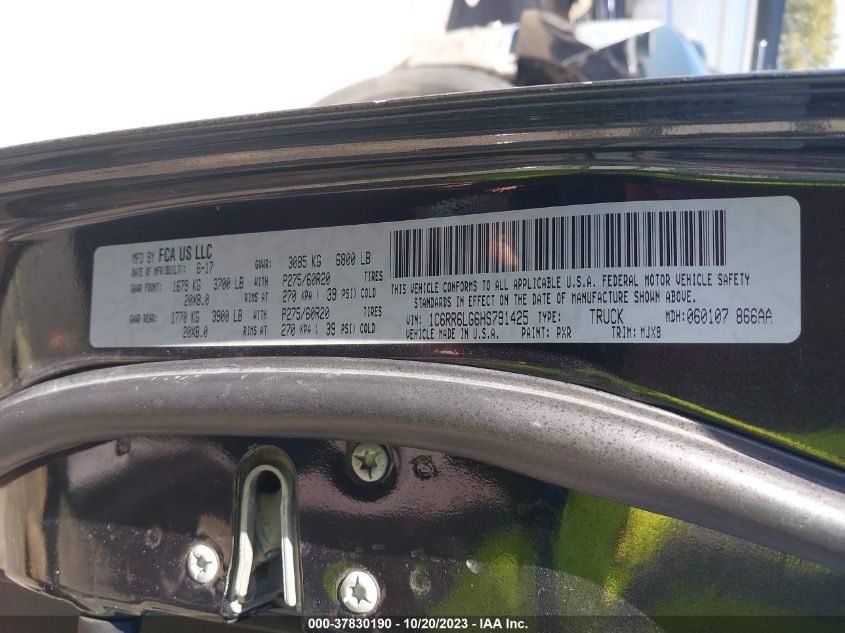 MFD BY FCA US LLC
DATE OF MFR(BUILT): 6-17 GVWR: 3085 KG 6800 LB
GAWR FRONT: 1679 KG 3700 LB WITH P275/60R20 TIRES
20X8.0 RIMS AT 270 KPA ( 39 PSI) COLD
GAWR REAR: 1770 KG 3900 LB WITH P275/60R20 TIRES
20X8.0 RIMS AT 270 KPA ( 39 PSI) COLD
THIS VEHICLE CONFORMS TO ALL APPLICABLE U.S.A. FEDERAL MOTOR VEHICLE SAFETY
STANDARDS IN EFFECT ON THE DATE OF MANUFACTURE SHOWN ABOVE.
VIN: 1C6RR6LG6HS791425 TYPE: TRUCK MDH: 060107 866AA
MADE IN U.S.A. PAINT: PXR TRIM: MJXB
000-37830190 - 10/20/2023 - IAA Inc.